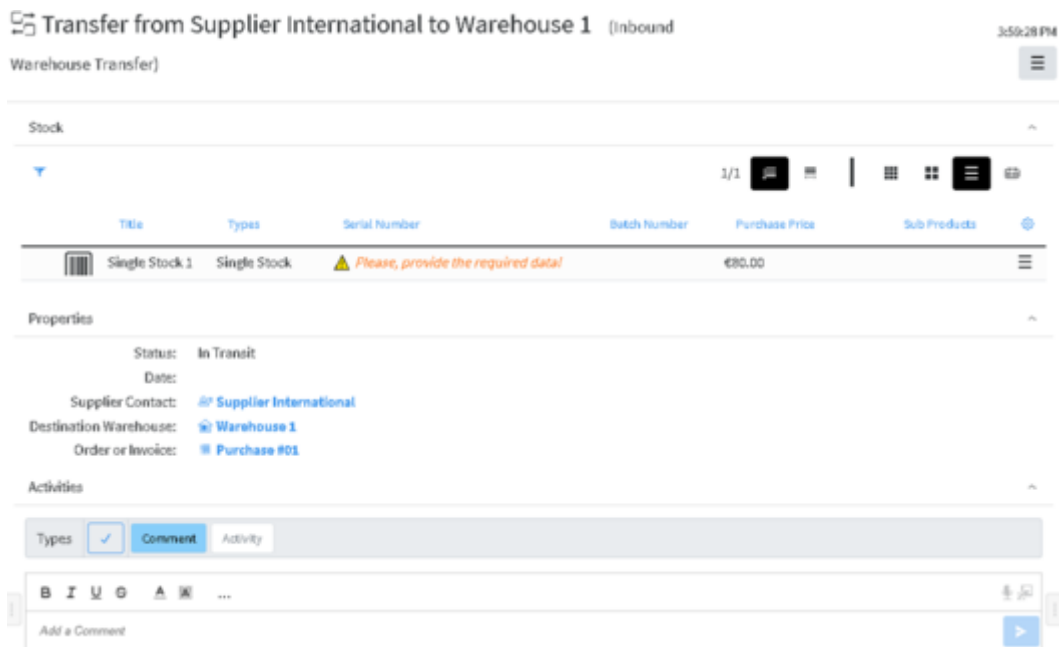 Transfer from Supplier International to Warehouse 1 (Inbound
Warehouse Transfer)
3:59:28 PM
Stock
1/1
Title Types Serial Number Batch Number Purchase Price Sub Products
Single Stock 1 Single Stock Please, provide the required data! €80.00
Properties
Status: In Transit
Date:
Supplier Contact: Supplier International
Destination Warehouse: Warehouse 1
Order or Invoice: Purchase #01
Activities
Types Comment Activity
B I U S A A ...
Add a Comment